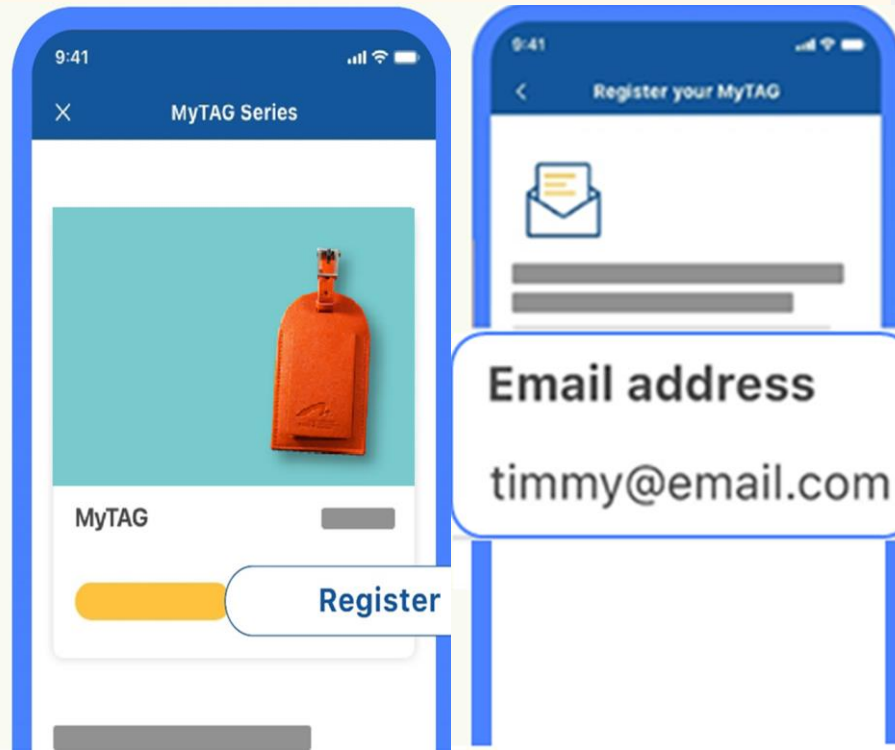 9:41
MyTAG Series
MyTAG
Register
9:41
Register your MyTAG
Email address
timmy@email.com